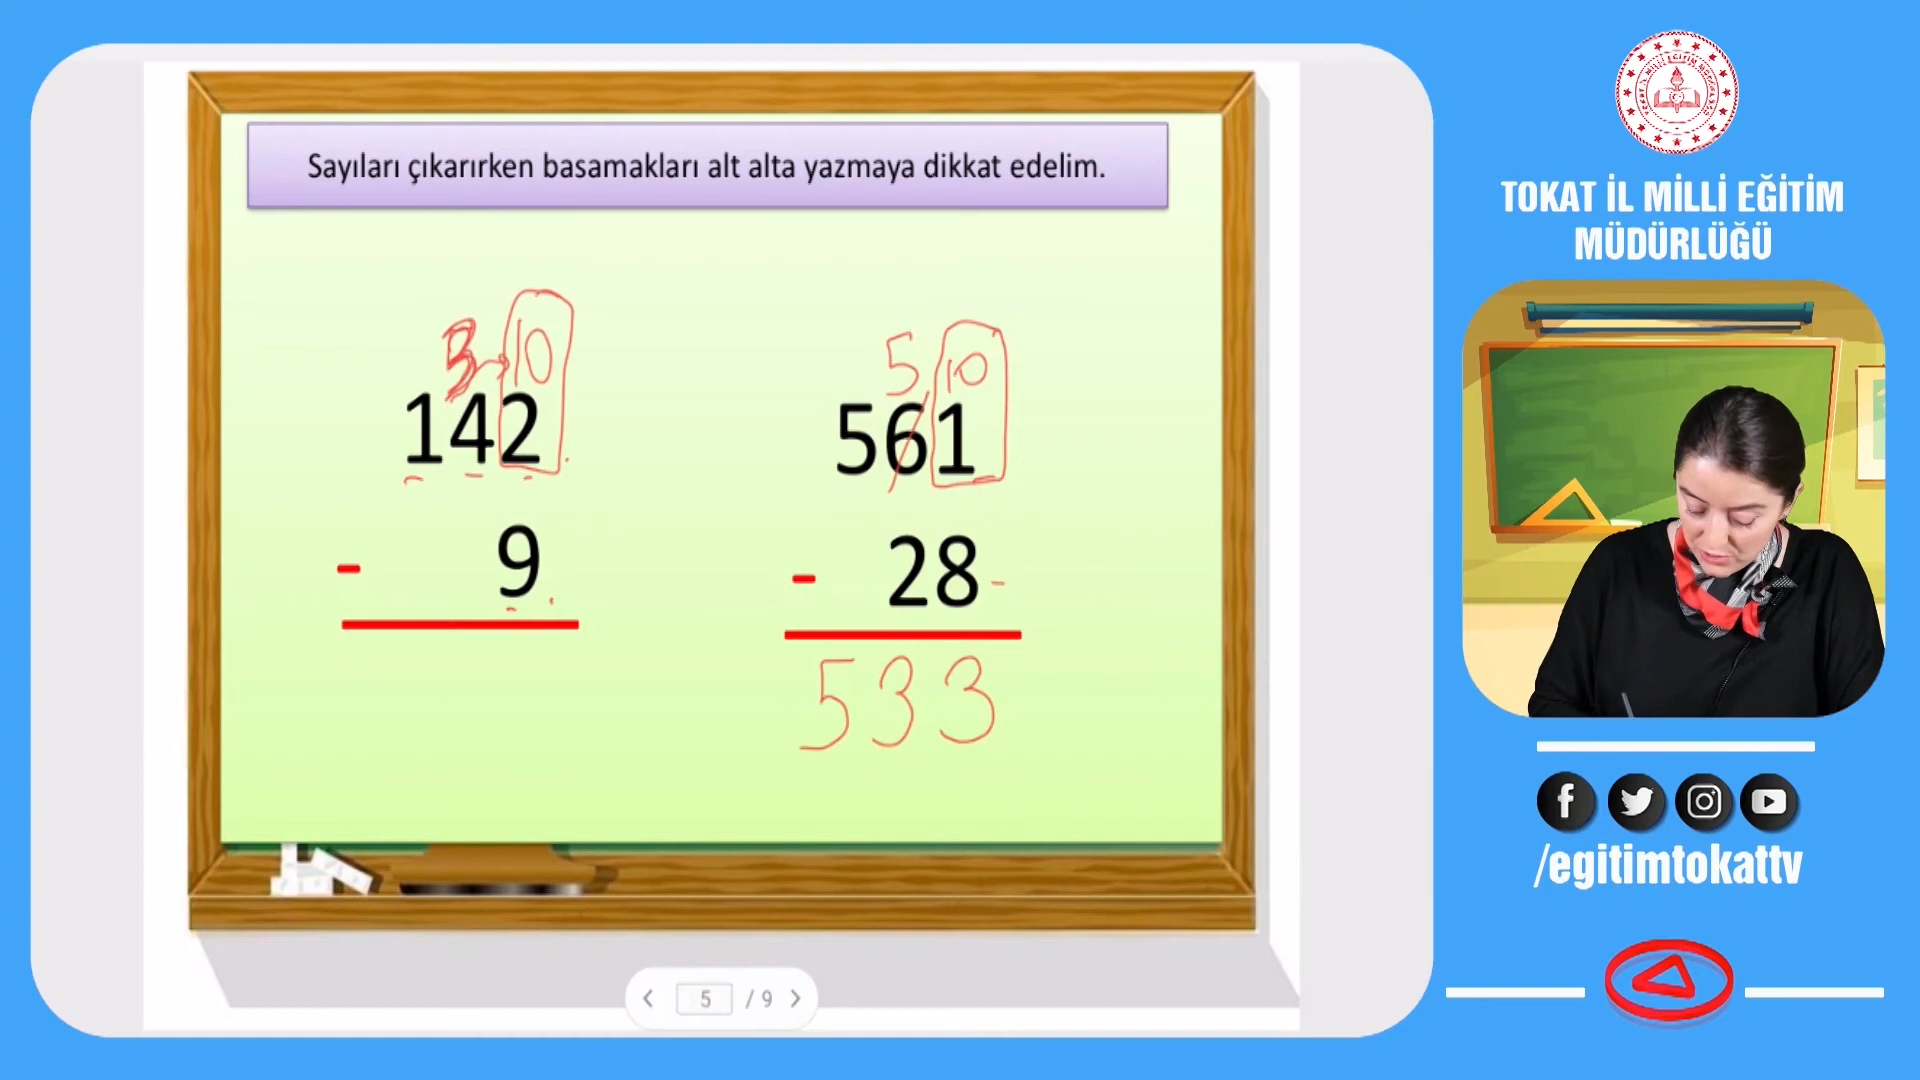 Sayıları çıkarırken basamakları alt alta yazmaya dikkat edelim.
3 10
142
- 9
5 10
561
- 28
533
5 / 9
TOKAT İL MİLLİ EĞİTİM
MÜDÜRLÜĞÜ
/egitimtokattv